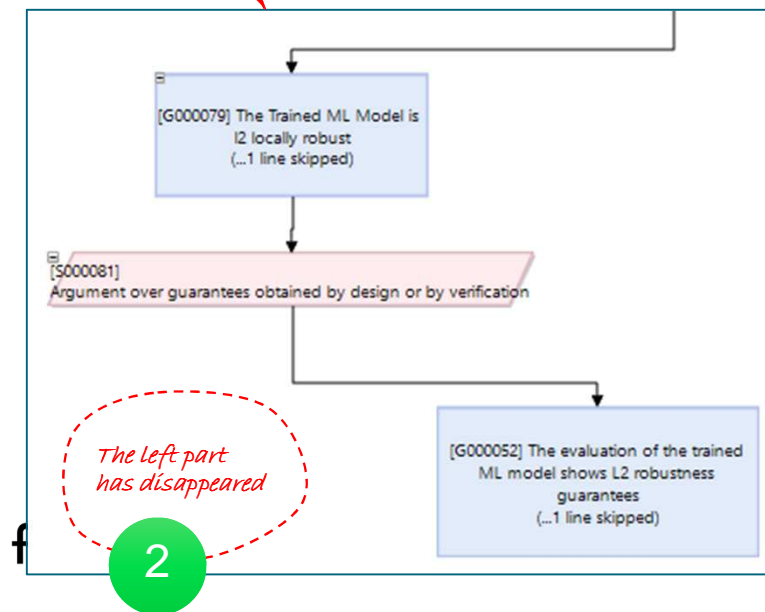 [G000079] The Trained ML Model is
l2 locally robust
(...1 line skipped)
[S000081]
Argument over guarantees obtained by design or by verification
[G000052] The evaluation of the trained
ML model shows L2 robustness
guarantees
(...1 line skipped)
The left part
has disappeared
f
2